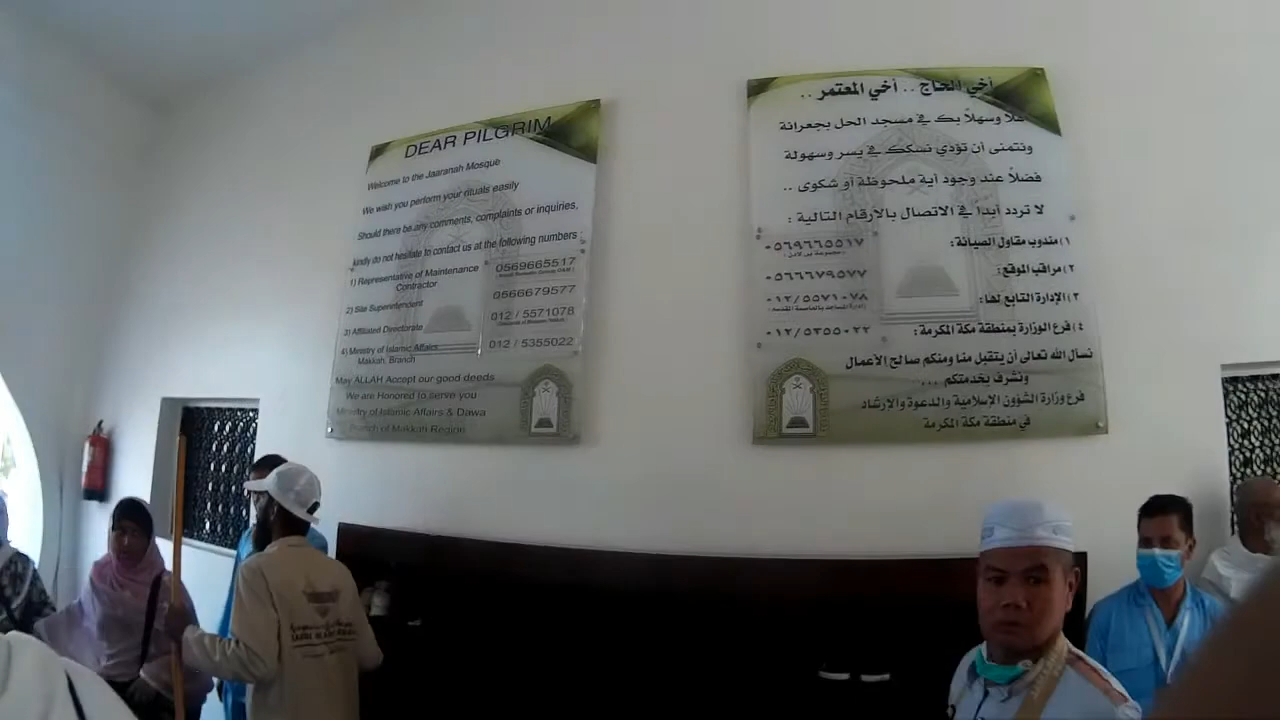 DEAR PILGRIM
Welcome to the Jaaranah Mosque
We wish you perform your rituals easily
Should there be any comments, complaints or inquiries,
kindly do not hesitate to contact us at the following numbers :
1) Representative of Maintenance Contractor 0569665517
2) Site Superintendent 0566679577
3) Affiliated Directorate 012 / 5571078
4) Ministry of Islamic Affairs Makkah, Branch 012 / 5355022
May ALLAH Accept our good deeds
We are Honored to serve you
Ministry of Islamic Affairs & Dawa
Branch of Makkah Region
أخي الحاج .. أخي المعتمر ..
وسهلاً بك في مسجد الحل بجعرانة
ونتمنى أن تؤدي نسكك في يسر وسهولة
فضلاً عند وجود أية ملحوظة أو شكوى ..
لا تردد أبدا في الاتصال بالارقام التالية :
١) مندوب مقاول الصيانة: ٠٥٦٩٦٦٥٥١٧
٢) مراقب الموقع: ٠٥٦٦٦٧٩٥٧٧
٣) الإدارة التابع لها: ٠١٢/٥٥٧١٠٧٨
٤) فرع الوزارة بمنطقة مكة المكرمة: ٠١٢/٥٣٥٥٠٢٢
نسأل الله تعالى أن يتقبل منا ومنكم صالح الأعمال
ونشرف بخدمتكم ...
فرع وزارة الشؤون الإسلامية والدعوة والإرشاد
في منطقة مكة المكرمة